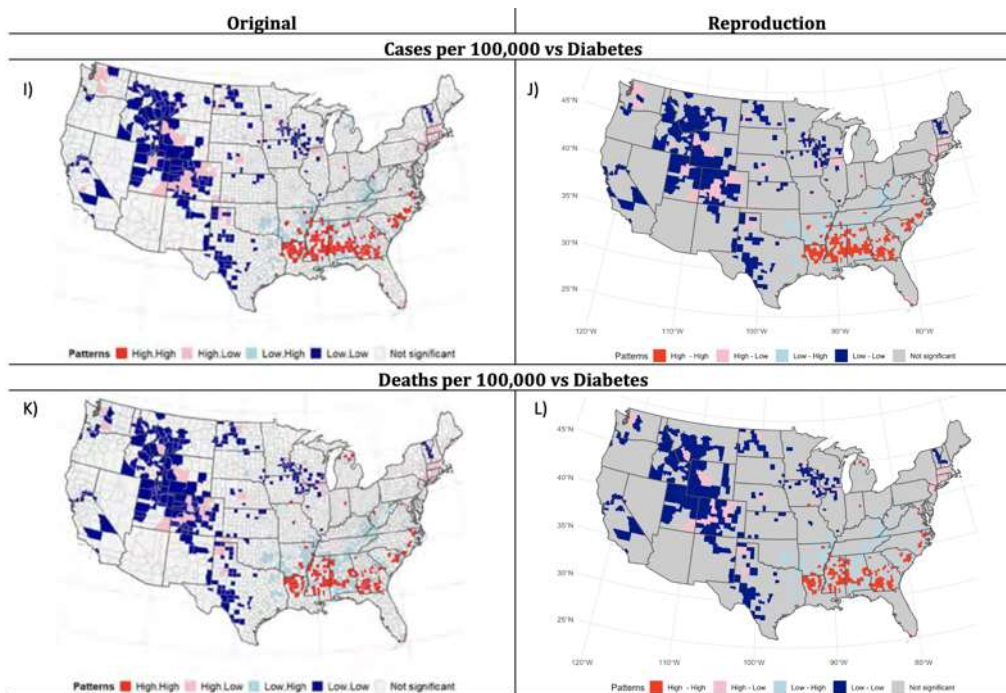 Original Reproduction
Cases per 100,000 vs Diabetes
I) J)
45°N
40°N
35°N
30°N
25°N
120°W 110°W 100°W 90°W 80°W
Patterns High.High High.Low Low.High Low.Low Not significant
Patterns High - High High - Low Low - High Low - Low Not significant
Deaths per 100,000 vs Diabetes
K) L)
45°N
40°N
35°N
30°N
25°N
120°W 110°W 100°W 90°W 80°W
Patterns High.High High.Low Low.High Low.Low Not significant
Patterns High - High High - Low Low - High Low - Low Not significant